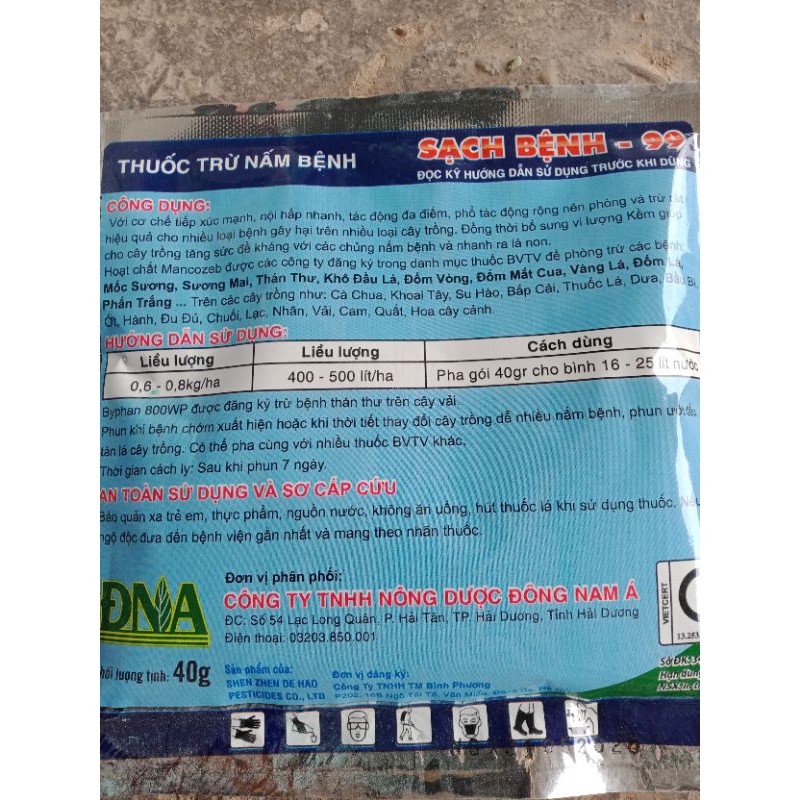 THUỐC TRỪ NẤM BỆNH
SẠCH BỆNH - 99
ĐỌC KỸ HƯỚNG DẪN SỬ DỤNG TRƯỚC KHI DÙNG
CÔNG DỤNG:
Với cơ chế tiếp xúc mạnh, nội hấp nhanh, tác động đa điểm, phổ tác động rộng nên phòng và trừ rất
hiệu quả cho nhiều loại bệnh gây hại trên nhiều loại cây trồng. Đồng thời bổ sung vi lượng Kẽm giúp
cho cây trồng tăng sức đề kháng với các chủng nấm bệnh và nhanh ra lá non.
Hoạt chất Mancozeb được các công ty đăng ký trong danh mục thuốc BVTV để phòng trừ các bệnh:
Mốc Sương, Sương Mai, Thán Thư, Khô Đầu Lá, Đốm Vòng, Đốm Mắt Cua, Vàng Lá, Đốm Lá,
Phấn Trắng ... Trên các cây trồng như: Cà Chua, Khoai Tây, Su Hào, Bắp Cải, Thuốc Lá, Dưa, Bầu Bí,
Ớt, Hành, Đu Đủ, Chuối, Lạc, Nhãn, Vải, Cam, Quất, Hoa cây cảnh.
HƯỚNG DẪN SỬ DỤNG:
Liều lượng Liều lượng Cách dùng
0,6 - 0,8kg/ha 400 - 500 lít/ha Pha gói 40gr cho bình 16 - 25 lít nước
Byphan 800WP được đăng ký trừ bệnh thán thư trên cây vải.
Phun khi bệnh chớm xuất hiện hoặc khi thời tiết thay đổi cây trồng dễ nhiều nấm bệnh, phun ướt đều
tán lá cây trồng. Có thể pha cùng với nhiều thuốc BVTV khác.
Thời gian cách ly: Sau khi phun 7 ngày.
AN TOÀN SỬ DỤNG VÀ SƠ CẤP CỨU
Bảo quản xa trẻ em, thực phẩm, nguồn nước, không ăn uống, hút thuốc lá khi sử dụng thuốc. Nếu
ngộ độc đưa đến bệnh viện gần nhất và mang theo nhãn thuốc.
ĐNA
Đơn vị phân phối:
CÔNG TY TNHH NÔNG DƯỢC ĐÔNG NAM Á
ĐC: Số 54 Lạc Long Quân, P. Hải Tân, TP. Hải Dương, Tỉnh Hải Dương
Điện thoại: 03203.850.001
VIETCERT
13.253
Khối lượng tịnh: 40g
Sản phẩm của:
SHEN ZHEN DE HAO
PESTICIDES CO., LTD
Đơn vị đăng ký:
Công Ty TNHH TM Bình Phương
Số ĐK:
Hạn dùng
NSX:
2020